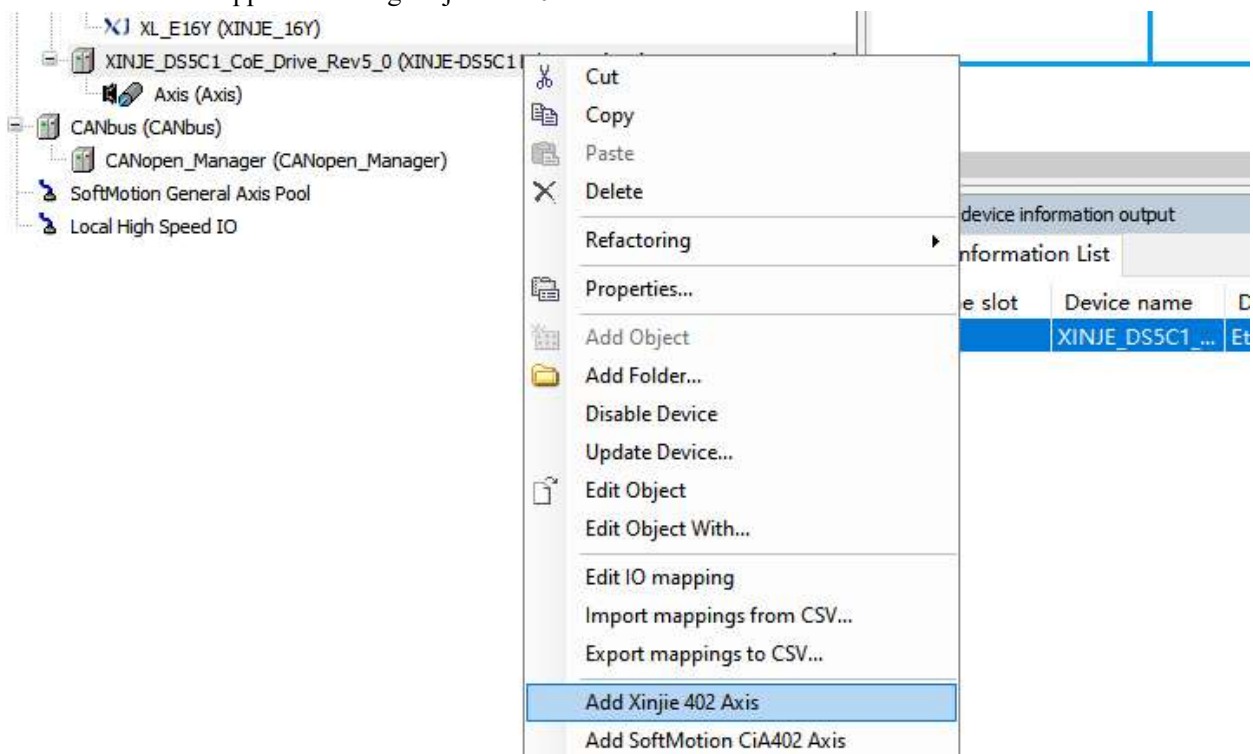 XL_E16Y (XINJE_16Y)
XINJE_DS5C1_CoE_Drive_Rev5_0 (XINJE-DS5C1
Axis (Axis)
CANbus (CANbus)
CANopen_Manager (CANopen_Manager)
SoftMotion General Axis Pool
Local High Speed IO
Cut
Copy
Paste
Delete
Refactoring
Properties...
Add Object
Add Folder...
Disable Device
Update Device...
Edit Object
Edit Object With...
Edit IO mapping
Import mappings from CSV...
Export mappings to CSV...
Add Xinjie 402 Axis
Add SoftMotion CiA402 Axis
device information output
nformation List
e slot Device name D
XINJE_DS5C1_... Et